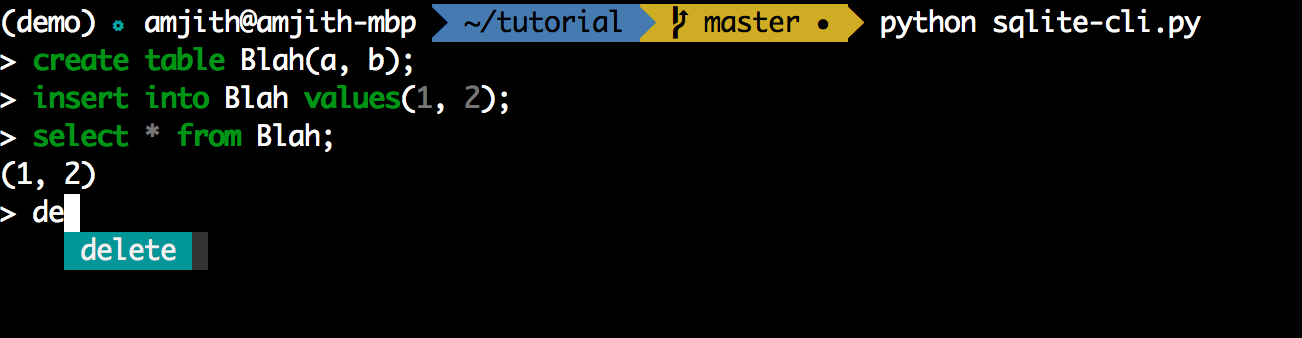 (demo) ⚙ amjith@amjith-mbp ~/tutorial master ● python sqlite-cli.py
> create table Blah(a, b);
> insert into Blah values(1, 2);
> select * from Blah;
(1, 2)
> de
delete